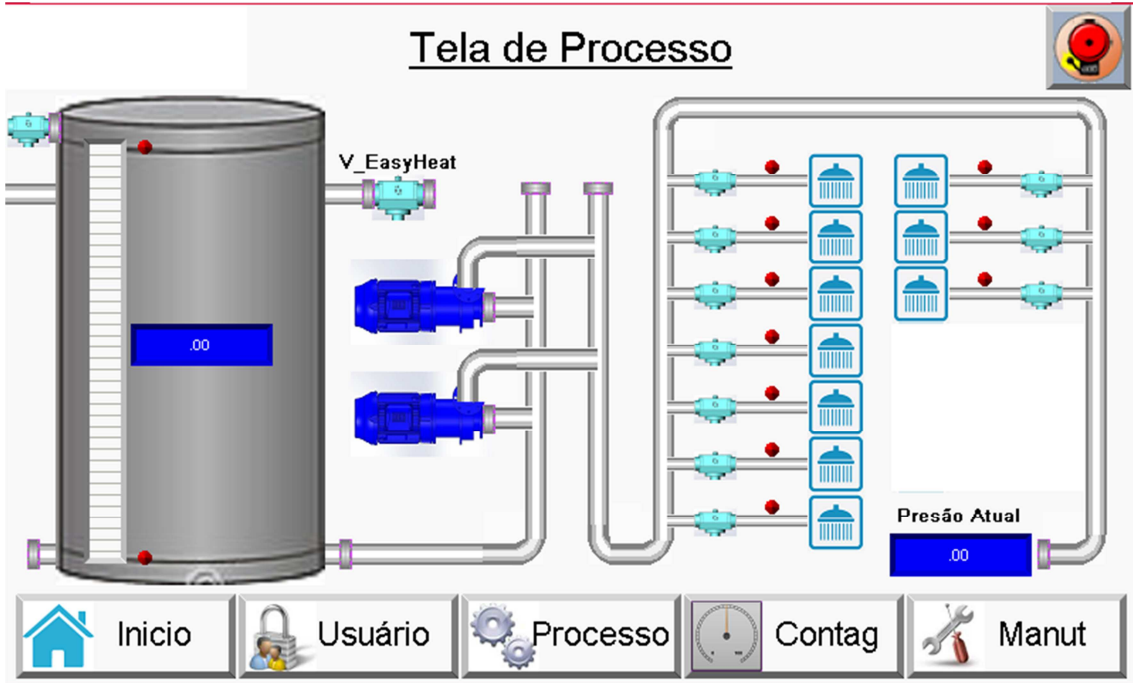 Tela de Processo
V_EasyHeat
.00
Presão Atual
.00
Inicio
Usuário
Processo
Contag
Manut